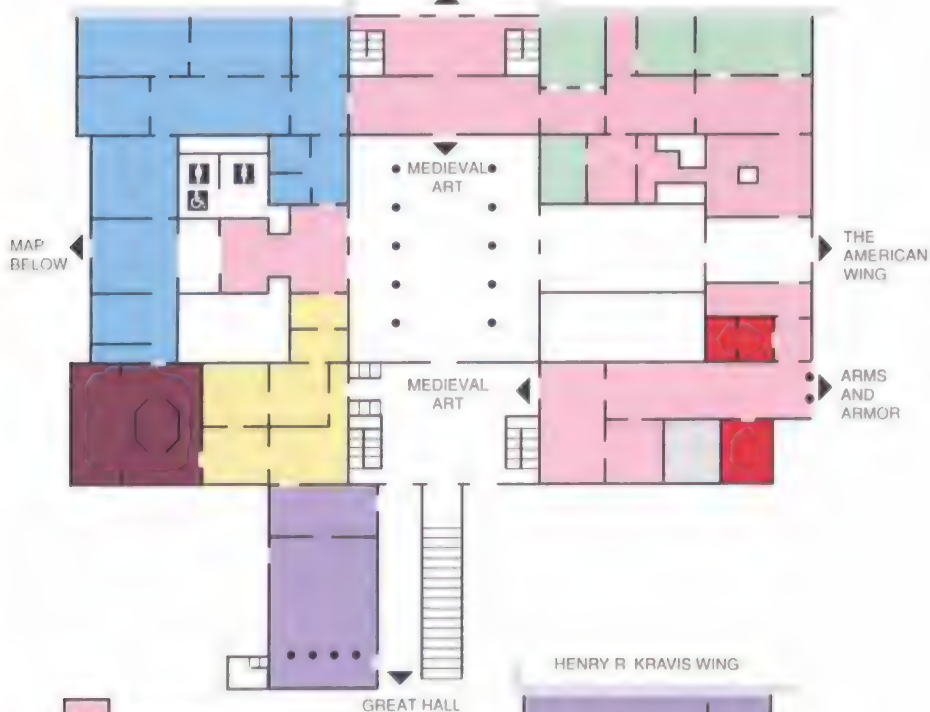 MEDIEVAL
ART
MAP
BELOW
THE
AMERICAN
WING
MEDIEVAL
ART
ARMS
AND
ARMOR
HENRY R KRAVIS WING
GREAT HALL